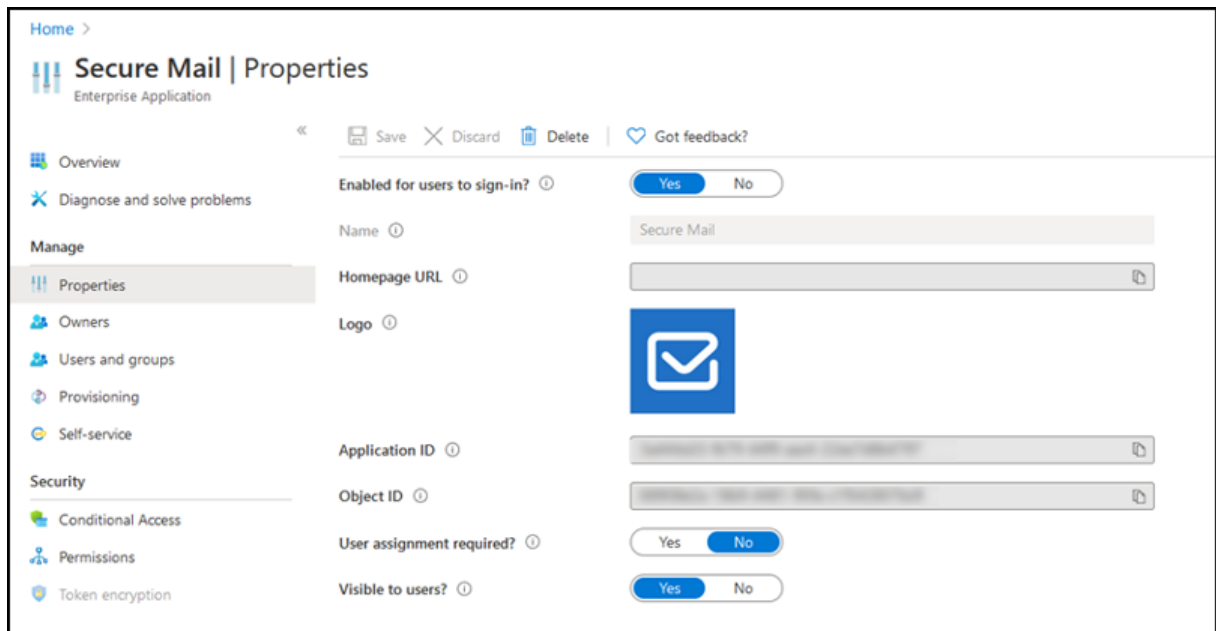 Home >
Secure Mail | Properties
Enterprise Application
«
Save Discard Delete Got feedback?
Overview
Diagnose and solve problems
Manage
Properties
Owners
Users and groups
Provisioning
Self-service
Security
Conditional Access
Permissions
Token encryption
Enabled for users to sign-in? Yes No
Name Secure Mail
Homepage URL
Logo
Application ID
Object ID
User assignment required? Yes No
Visible to users? Yes No